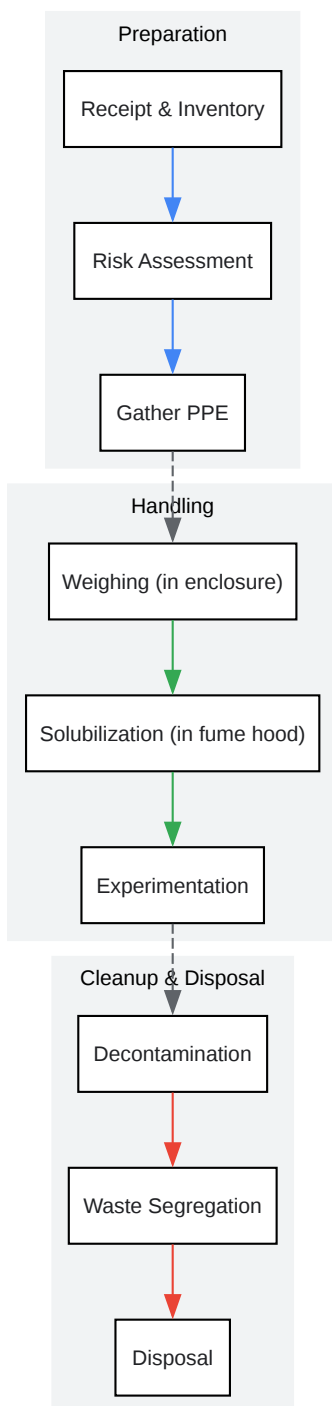 Preparation
Receipt & Inventory
Risk Assessment
Gather PPE
Handling
Weighing (in enclosure)
Solubilization (in fume hood)
Experimentation
Cleanup & Disposal
Decontamination
Waste Segregation
Disposal